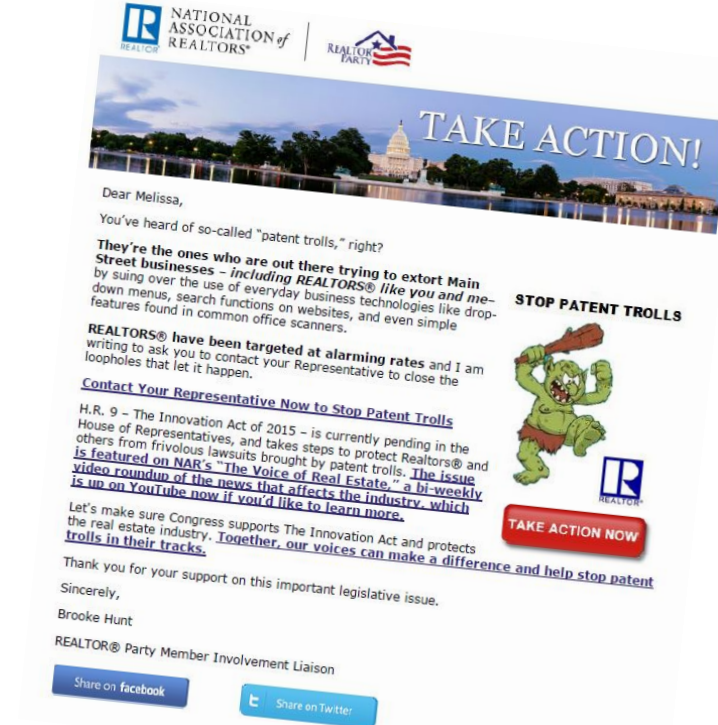 NATIONAL
ASSOCIATION of
REALTORS®
REALTOR®
REALTOR
PARTY
TAKE ACTION!
Dear Melissa,
You've heard of so-called “patent trolls,” right?
They're the ones who are out there trying to extort Main
Street businesses – including REALTORS® like you and me–
by suing over the use of everyday business technologies like drop-
down menus, search functions on websites, and even simple
features found in common office scanners.
REALTORS® have been targeted at alarming rates and I am
writing to ask you to contact your Representative to close the
loopholes that let it happen.
Contact Your Representative Now to Stop Patent Trolls
H.R. 9 – The Innovation Act of 2015 – is currently pending in the
House of Representatives, and takes steps to protect Realtors® and
others from frivolous lawsuits brought by patent trolls. The issue
is featured on NAR's “The Voice of Real Estate,” a bi-weekly
video roundup of the news that affects the industry, which
is up on YouTube now if you'd like to learn more.
STOP PATENT TROLLS
REALTOR®
TAKE ACTION NOW
Let's make sure Congress supports The Innovation Act and protects
the real estate industry. Together, our voices can make a difference and help stop patent
trolls in their tracks.
Thank you for your support on this important legislative issue.
Sincerely,
Brooke Hunt
REALTOR® Party Member Involvement Liaison
Share on facebook
Share on Twitter